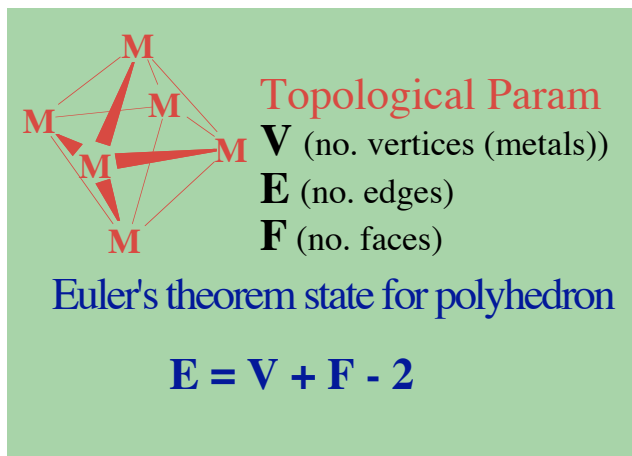 M
M
M
M
M
M
Topological Param
V (no. vertices (metals))
E (no. edges)
F (no. faces)
Euler's theorem state for polyhedron
E = V + F - 2